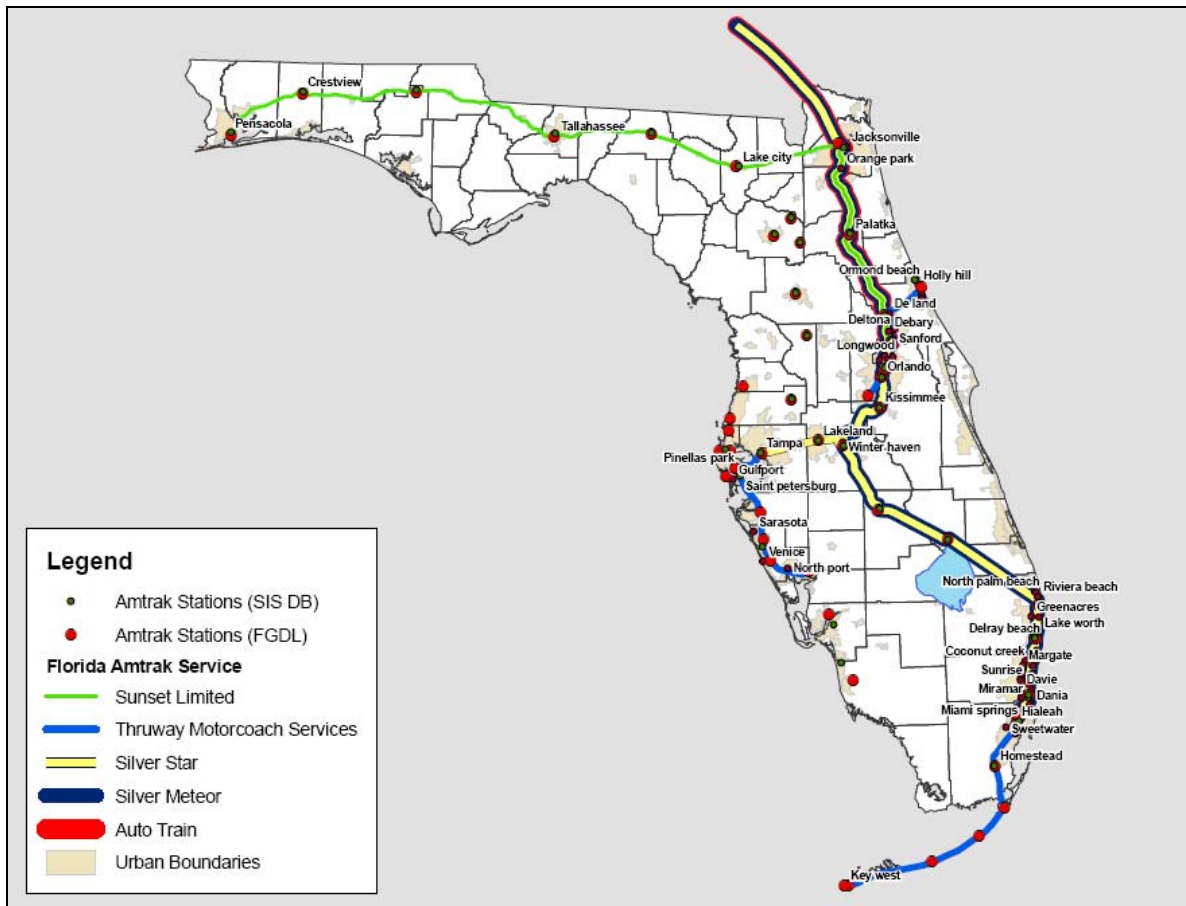 Crestview
Pensacola
Tallahassee
Lake city
Jacksonville
Orange park
Palatka
Ormond beach
Holly hill
De land
Deltona
Debary
Sanford
Longwood
Orlando
Kissimmee
Lakeland
Tampa
Winter haven
Pinellas park
Gulfport
Saint petersburg
Sarasota
Venice
North port
North palm beach
Riviera beach
Greenacres
Lake worth
Delray beach
Coconut creek
Margate
Sunrise
Davie
Miramar
Dania
Miami springs
Hialeah
Sweetwater
Homestead
Key west
Legend
Amtrak Stations (SIS DB)
Amtrak Stations (FGDL)
Florida Amtrak Service
Sunset Limited
Thruway Motorcoach Services
Silver Star
Silver Meteor
Auto Train
Urban Boundaries